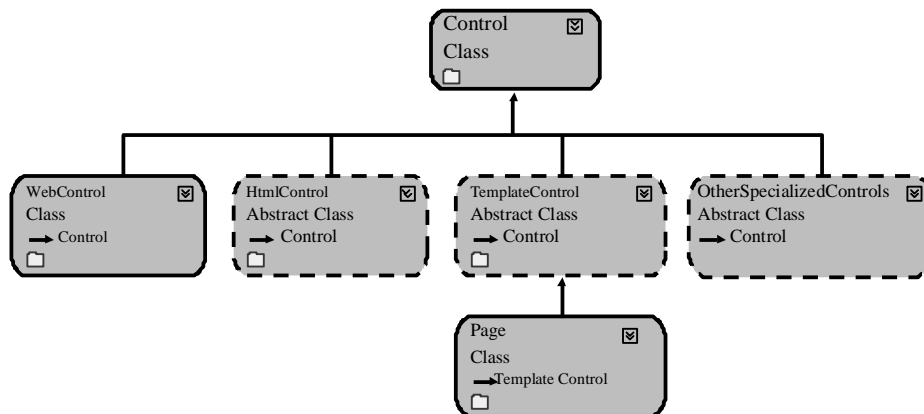 Control
Class
WebControl
Class
Control
HtmlControl
Abstract Class
Control
TemplateControl
Abstract Class
Control
OtherSpecializedControls
Abstract Class
Control
Page
Class
Template Control